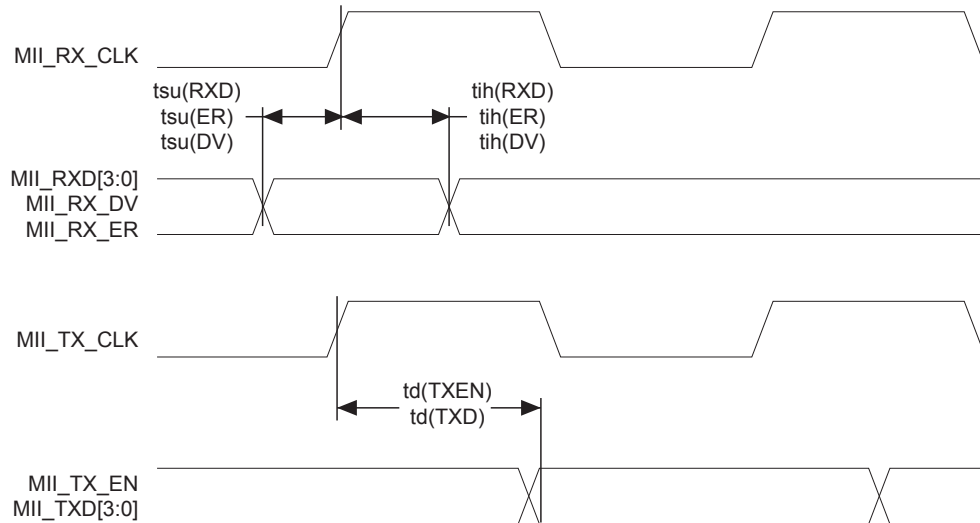 MII_RX_CLK
tsu(RXD)
tsu(ER)
tsu(DV)
tih(RXD)
tih(ER)
tih(DV)
MII_RXD[3:0]
MII_RX_DV
MII_RX_ER
MII_TX_CLK
td(TXEN)
td(TXD)
MII_TX_EN
MII_TXD[3:0]